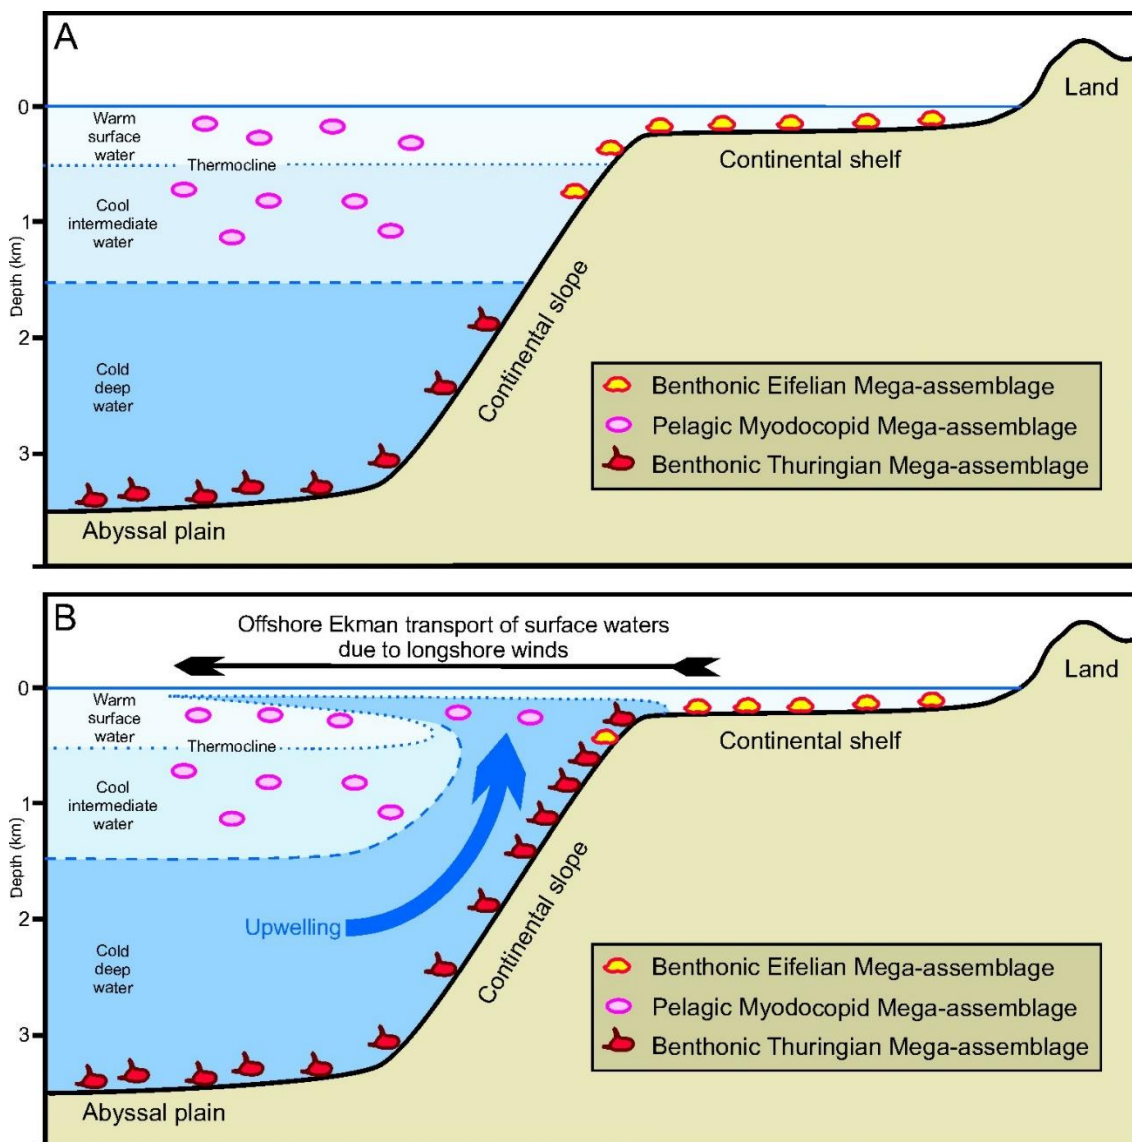 A
Land
0
Warm
surface
water
Thermocline
Continental shelf
Cool
intermediate
water
1
Depth (km)
2
Cold
deep
water
Continental slope
Benthonic Eifelian Mega-assemblage
Pelagic Myodocopid Mega-assemblage
Benthonic Thuringian Mega-assemblage
3
Abyssal plain
B
Offshore Ekman transport of surface waters
due to longshore winds
Land
0
Warm
surface
water
Thermocline
Continental shelf
Cool
intermediate
water
1
Depth (km)
Upwelling
2
Cold
deep
water
Continental slope
Benthonic Eifelian Mega-assemblage
Pelagic Myodocopid Mega-assemblage
Benthonic Thuringian Mega-assemblage
3
Abyssal plain